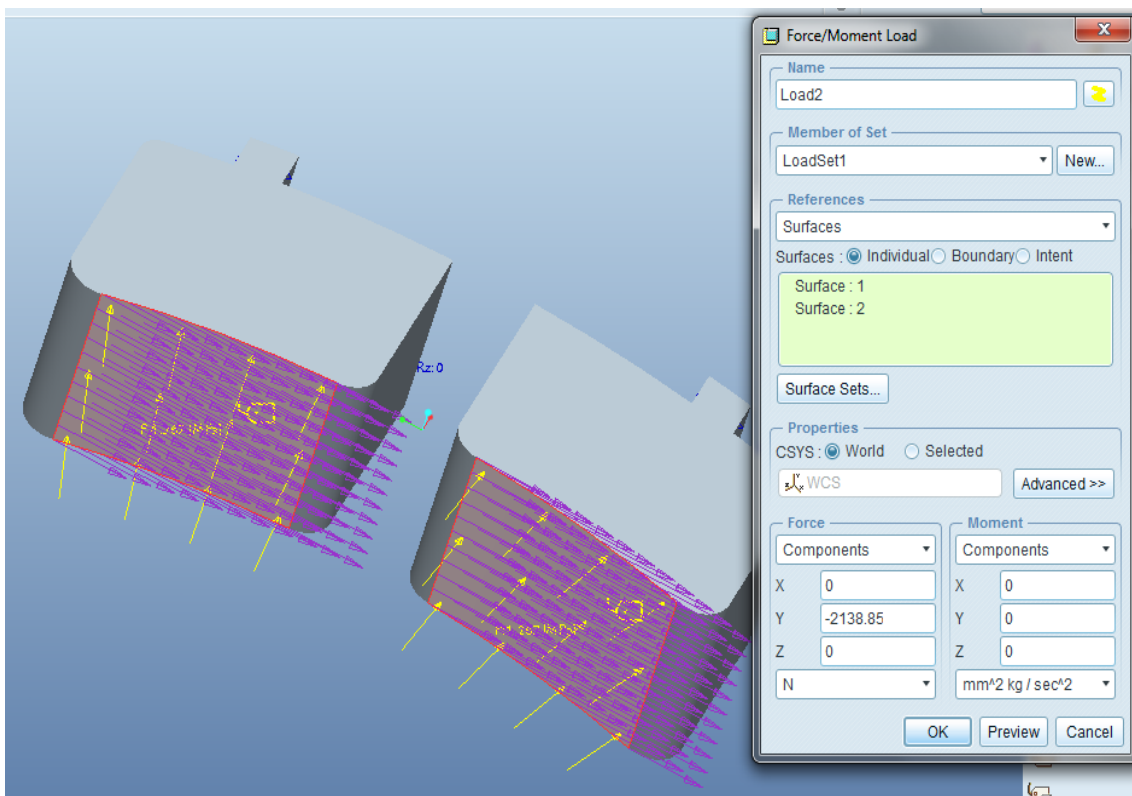 Force/Moment Load
Name
Load2
Member of Set
LoadSet1
New...
References
Surfaces
Surfaces : Individual Boundary Intent
Surface : 1
Surface : 2
Surface Sets...
Properties
CSYS : World Selected
WCS
Advanced >>
Force Moment
Components Components
X 0 X 0
Y -2138.85 Y 0
Z 0 Z 0
N mm^2 kg / sec^2
OK Preview Cancel
Rz: 0